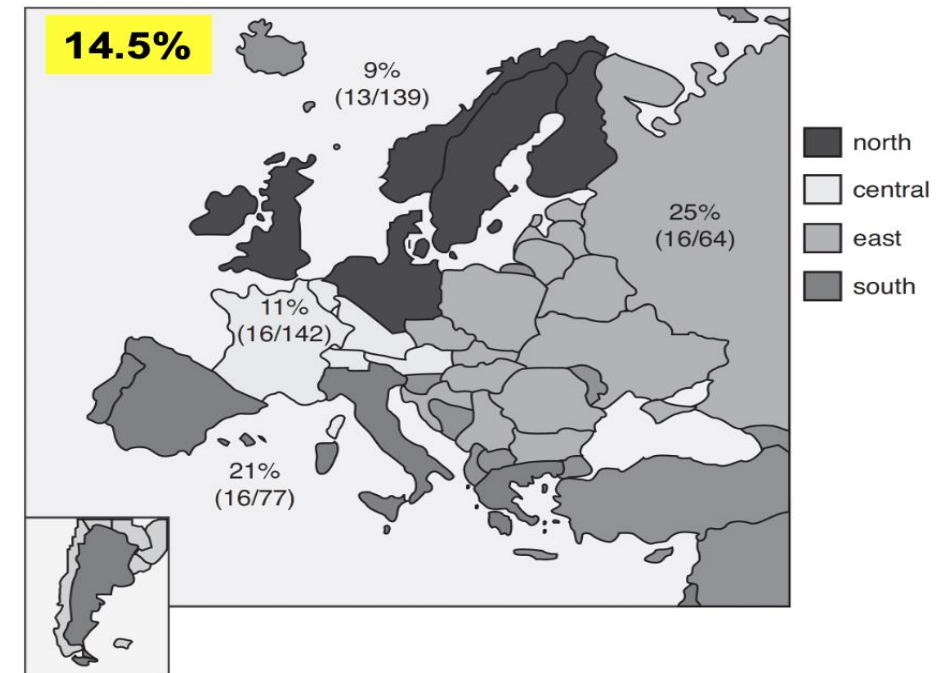 14.5%
9%
(13/139)
north
central
25%
(16/64)
east
south
11%
(16/142)
21%
(16/77)